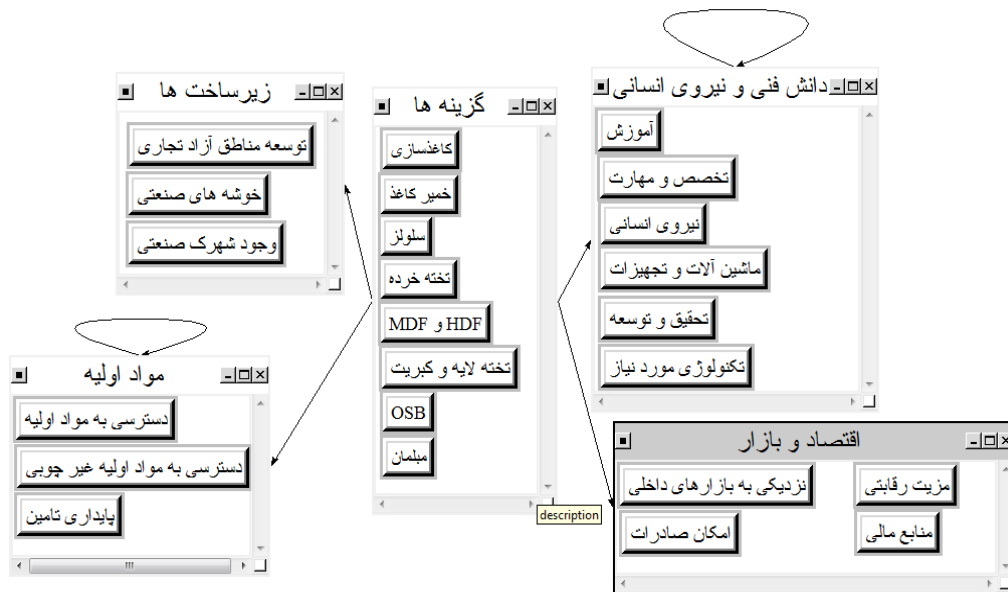 زیرساخت ها
توسعه مناطق آزاد تجاری
خوشه های صنعتی
وجود شهرک صنعتی
گزینه ها
کاغذسازی
خمیر کاغذ
سلولز
تخته خرده
HDF و MDF
تخته لایه و کبریت
OSB
مبلمان
description
دانش فنی و نیروی انسانی
آموزش
تخصص و مهارت
نیروی انسانی
ماشین آلات و تجهیزات
تحقیق و توسعه
تکنولوژی مورد نیاز
مواد اولیه
دسترسی به مواد اولیه
دسترسی به مواد اولیه غیر چوبی
پایداری تامین
اقتصاد و بازار
مزیت رقابتی
نزدیکی به بازارهای داخلی
منابع مالی
امکان صادرات